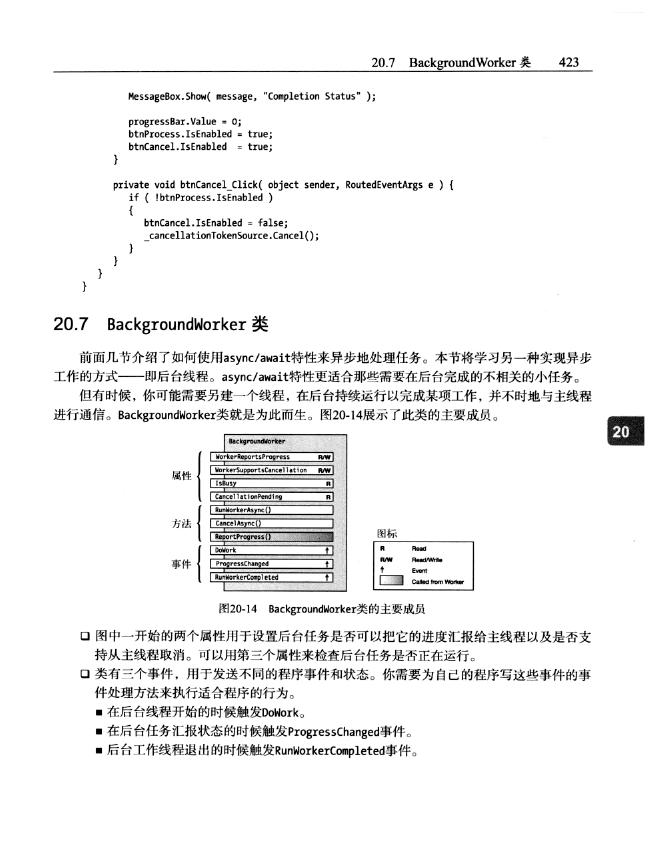 20.7 BackgroundWorker 类 423
MessageBox.Show( message, "Completion Status" );
progressBar.Value = 0;
btnProcess.IsEnabled = true;
btnCancel.IsEnabled = true;
}
private void btnCancel_Click( object sender, RoutedEventArgs e ) {
if ( !btnProcess.IsEnabled )
{
btnCancel.IsEnabled = false;
_cancellationTokenSource.Cancel();
}
}
}
}
20.7 BackgroundWorker 类
前面几节介绍了如何使用async/await特性来异步地处理任务。本节将学习另一种实现异步
工作的方式——即后台线程。async/await特性更适合那些需要在后台完成的不相关的小任务。
但有时候，你可能需要另建一个线程，在后台持续运行以完成某项工作，并不时地与主线程
进行通信。BackgroundWorker类就是为此而生。图20-14展示了此类的主要成员。
20
BackgroundWorker
属性
WorkerReportsProgress R/W
WorkerSupportsCancellation R/W
IsBusy R
CancellationPending R
方法
RunWorkerAsync()
CancelAsync()
ReportProgress()
事件
DoWork ↑
ProgressChanged ↑
RunWorkerCompleted ↑
图标
R Read
R/W Read/Write
↑ Event
Called from Worker
图20-14 BackgroundWorker类的主要成员
❑ 图中一开始的两个属性用于设置后台任务是否可以把它的进度汇报给主线程以及是否支
持从主线程取消。可以用第三个属性来检查后台任务是否正在运行。
❑ 类有三个事件，用于发送不同的程序事件和状态。你需要为自己的程序写这些事件的事
件处理方法来执行适合程序的行为。
■ 在后台线程开始的时候触发DoWork。
■ 在后台任务汇报状态的时候触发ProgressChanged事件。
■ 后台工作线程退出的时候触发RunWorkerCompleted事件。